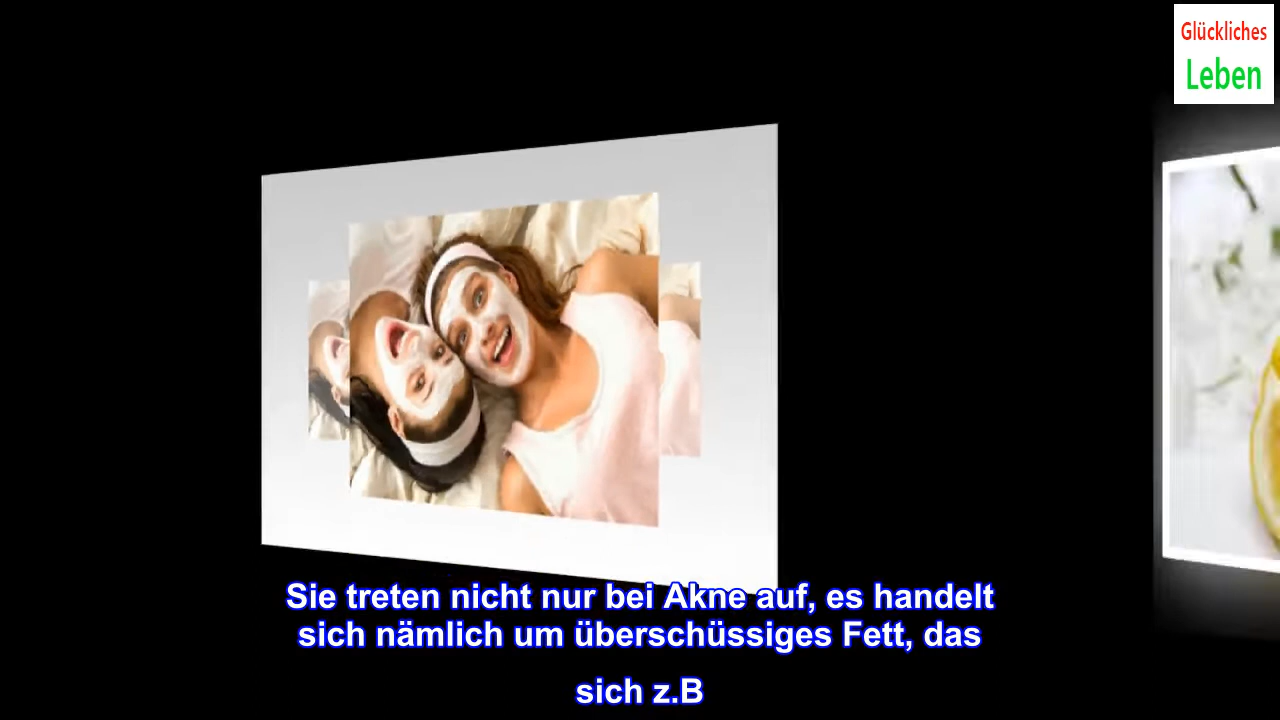 Glückliches
Leben
Sie treten nicht nur bei Akne auf, es handelt
sich nämlich um überschüssiges Fett, das
sich z.B